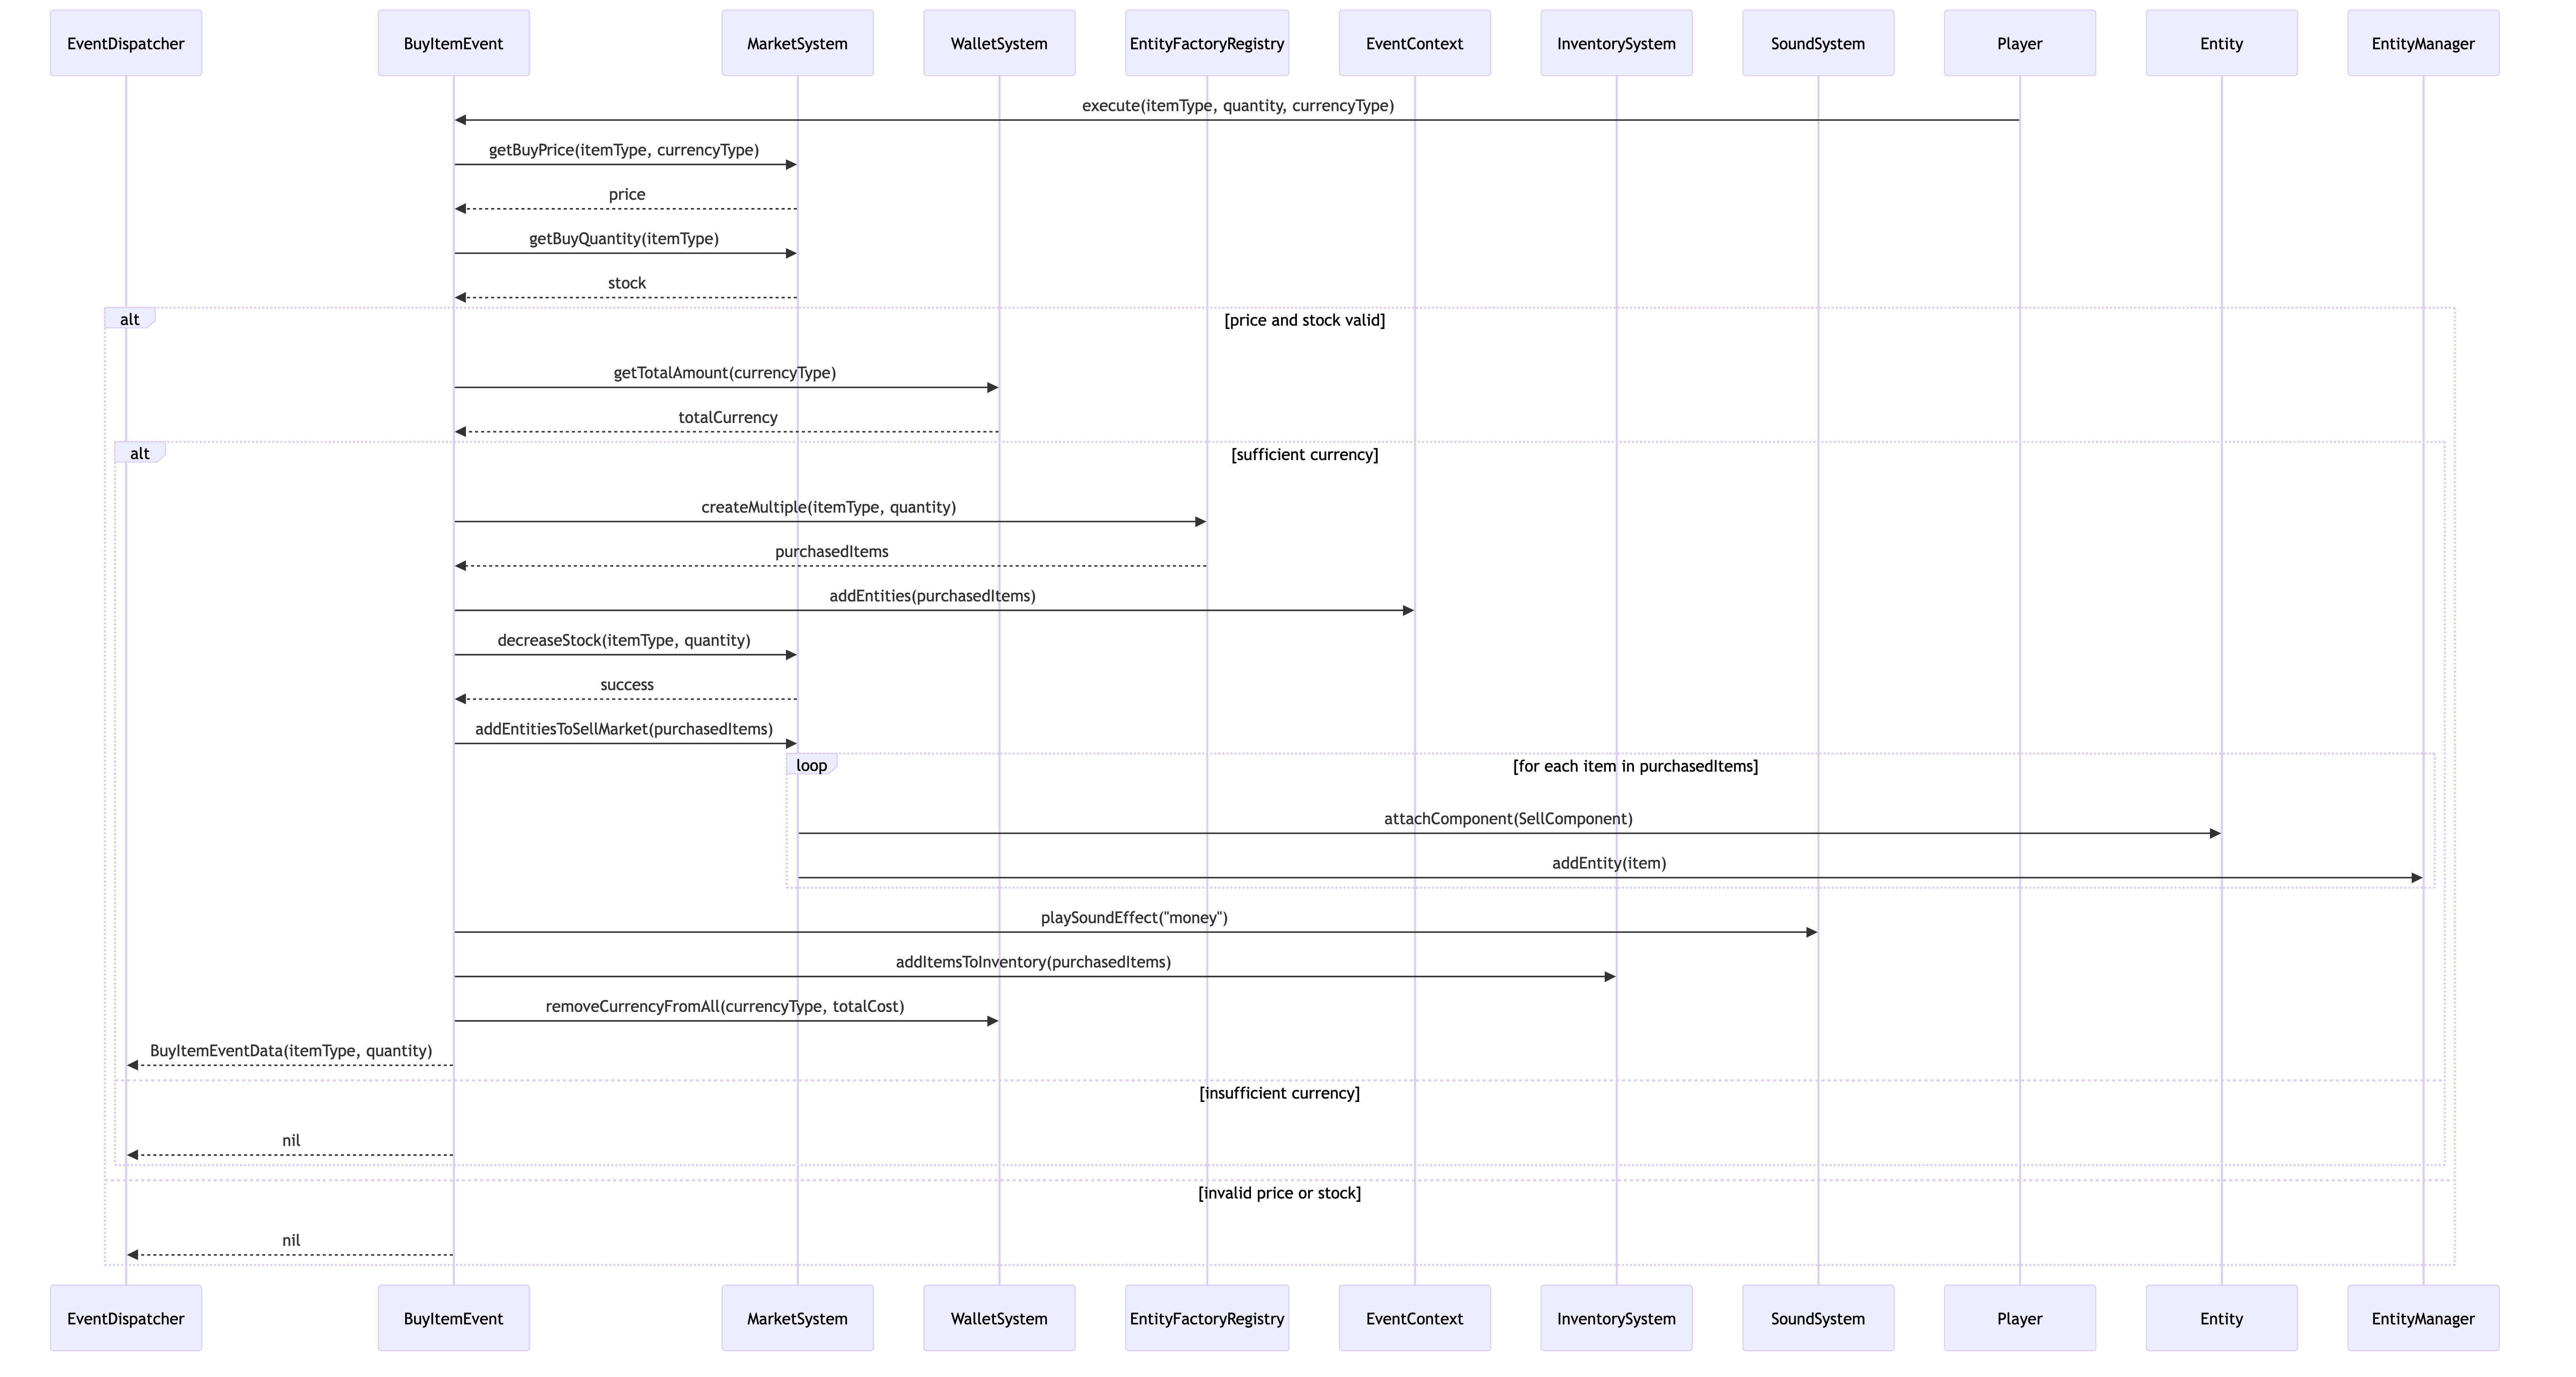 EventDispatcher
BuyItemEvent
MarketSystem
WalletSystem
EntityFactoryRegistry
EventContext
InventorySystem
SoundSystem
Player
Entity
EntityManager
execute(itemType, quantity, currencyType)
getBuyPrice(itemType, currencyType)
price
getBuyQuantity(itemType)
stock
alt
[price and stock valid]
getTotalAmount(currencyType)
totalCurrency
alt
[sufficient currency]
createMultiple(itemType, quantity)
purchasedItems
addEntities(purchasedItems)
decreaseStock(itemType, quantity)
success
addEntitiesToSellMarket(purchasedItems)
loop
[for each item in purchasedItems]
attachComponent(SellComponent)
addEntity(item)
playSoundEffect("money")
addItemsToInventory(purchasedItems)
removeCurrencyFromAll(currencyType, totalCost)
BuyItemEventData(itemType, quantity)
[insufficient currency]
nil
[invalid price or stock]
nil
EventDispatcher
BuyItemEvent
MarketSystem
WalletSystem
EntityFactoryRegistry
EventContext
InventorySystem
SoundSystem
Player
Entity
EntityManager